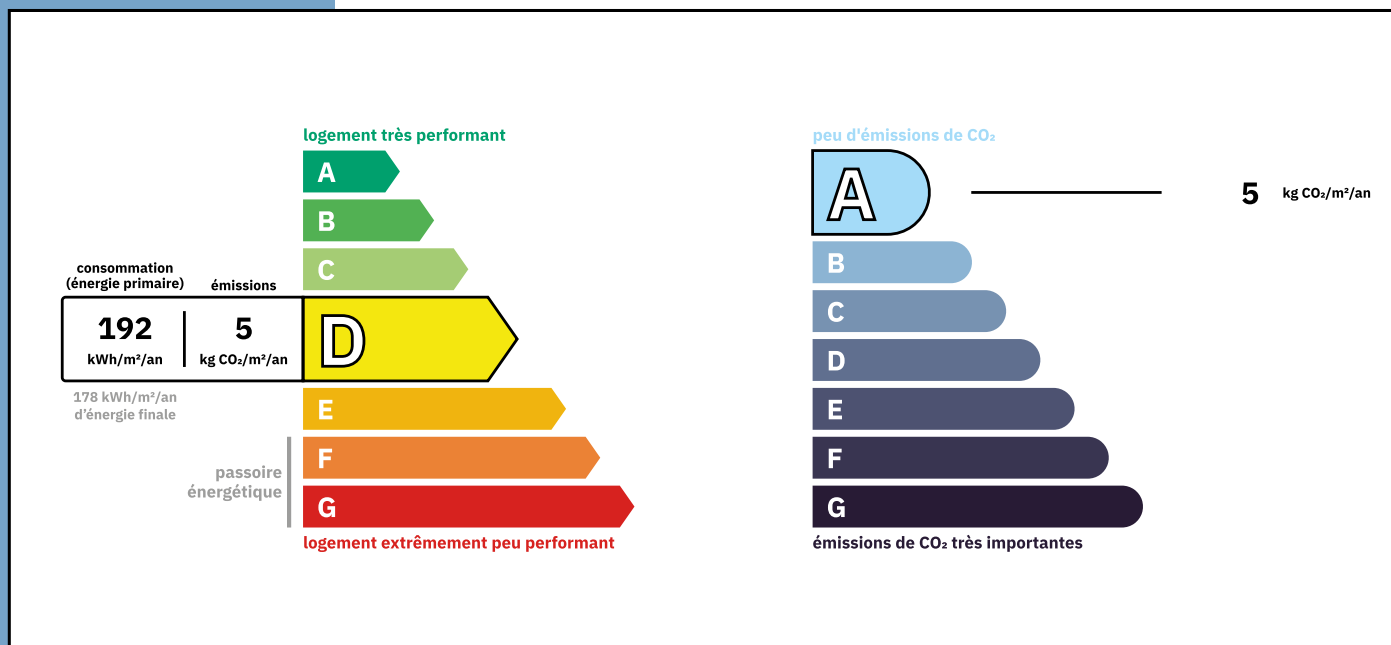 logement très performant
A
B
C
consommation
(énergie primaire)
émissions
192
kWh/m²/an
5
kg CO₂/m²/an
D
178 kWh/m²/an
d'énergie finale
E
passoire
énergétique
F
G
logement extrêmement peu performant
peu d'émissions de CO₂
A
5 kg CO₂/m²/an
B
C
D
E
F
G
émissions de CO₂ très importantes